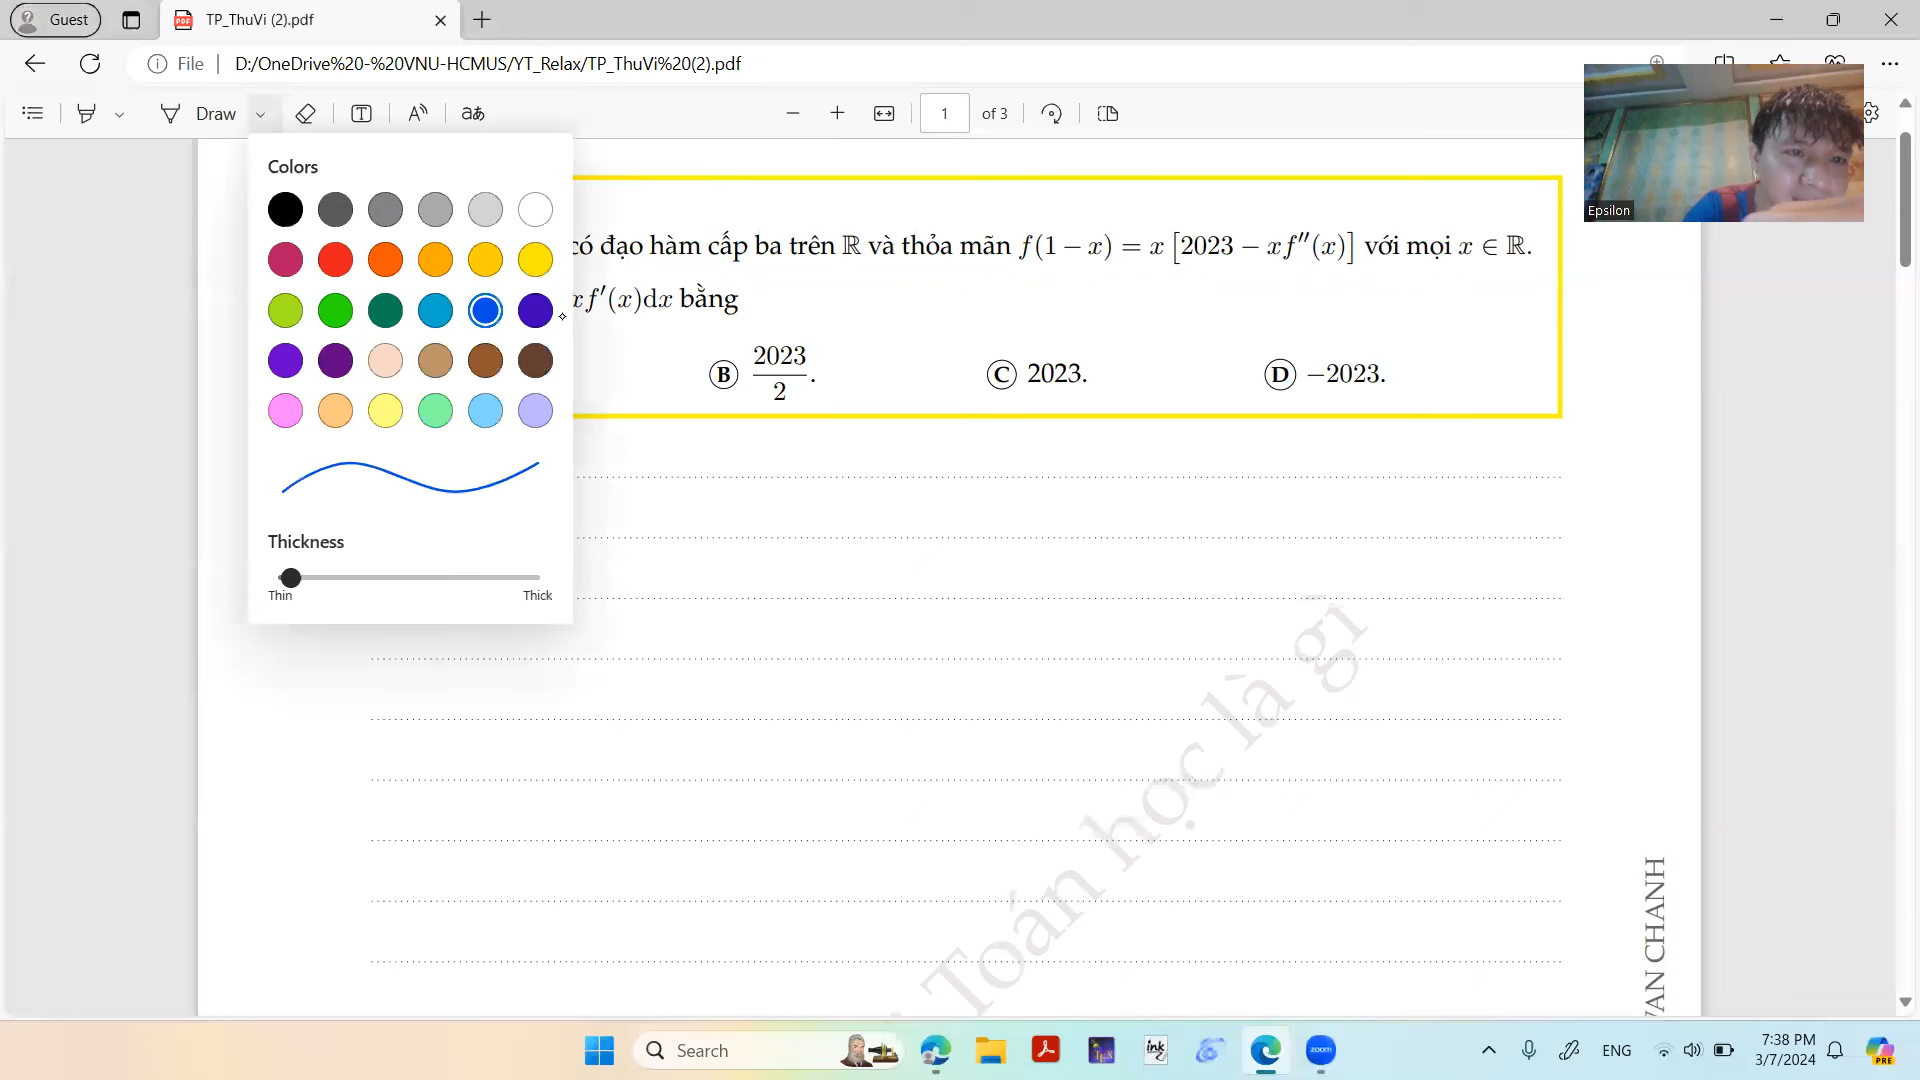 Guest
TP_ThuVi (2).pdf
File
D:/OneDrive%20-%20VNU-HCMUS/YT_Relax/TP_ThuVi%20(2).pdf
Draw
1
of 3
Epsilon
Colors
có đạo hàm cấp ba trên ℝ và thỏa mãn f(1 − x) = x [2023 − xf″(x)] với mọi x ∈ ℝ.
xf′(x)dx bằng
B 2023/2.
C 2023.
D −2023.
Thickness
Thin
Thick
Toán học là gì
VAN CHANH
Search
ink
zoom
ENG
7:38 PM
3/7/2024
PRE